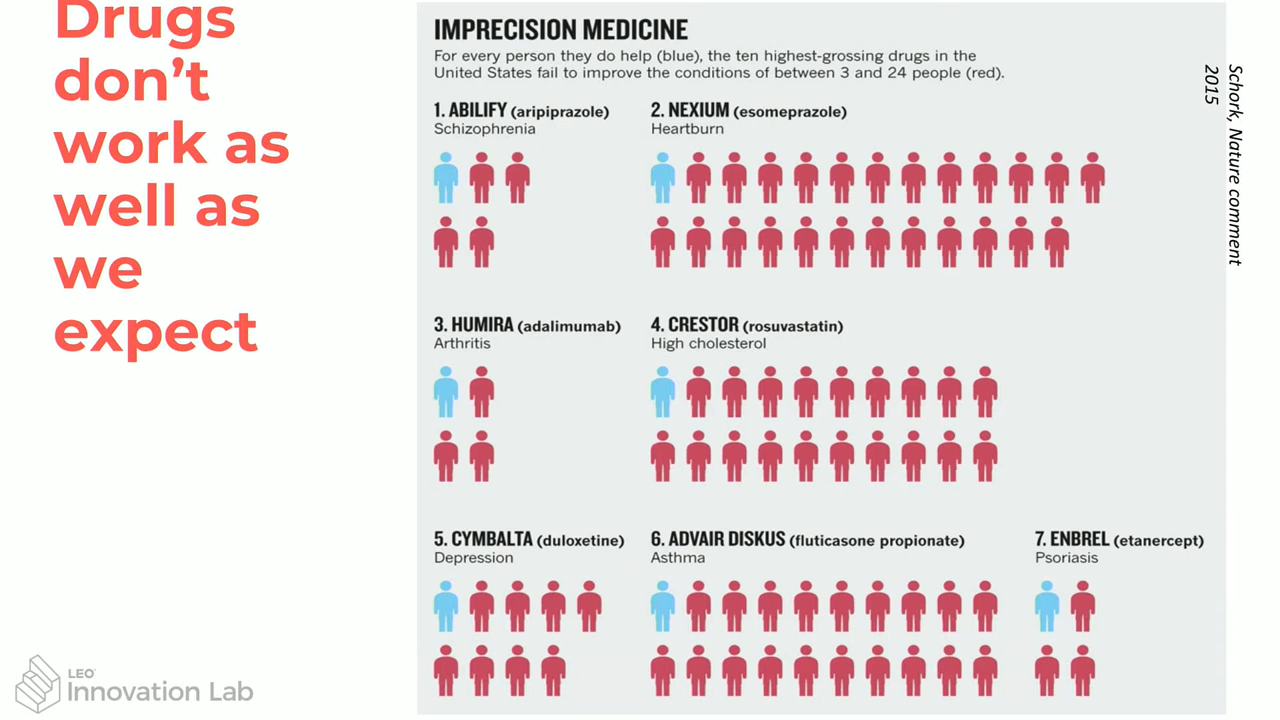 Drugs
don't
work as
well as
we
expect
IMPRECISION MEDICINE
For every person they do help (blue), the ten highest-grossing drugs in the
United States fail to improve the conditions of between 3 and 24 people (red).
1. ABILIFY (aripiprazole)
Schizophrenia
2. NEXIUM (esomeprazole)
Heartburn
3. HUMIRA (adalimumab)
Arthritis
4. CRESTOR (rosuvastatin)
High cholesterol
5. CYMBALTA (duloxetine)
Depression
6. ADVAIR DISKUS (fluticasone propionate)
Asthma
7. ENBREL (etanercept)
Psoriasis
Schork, Nature comment
2015
LEO
Innovation Lab